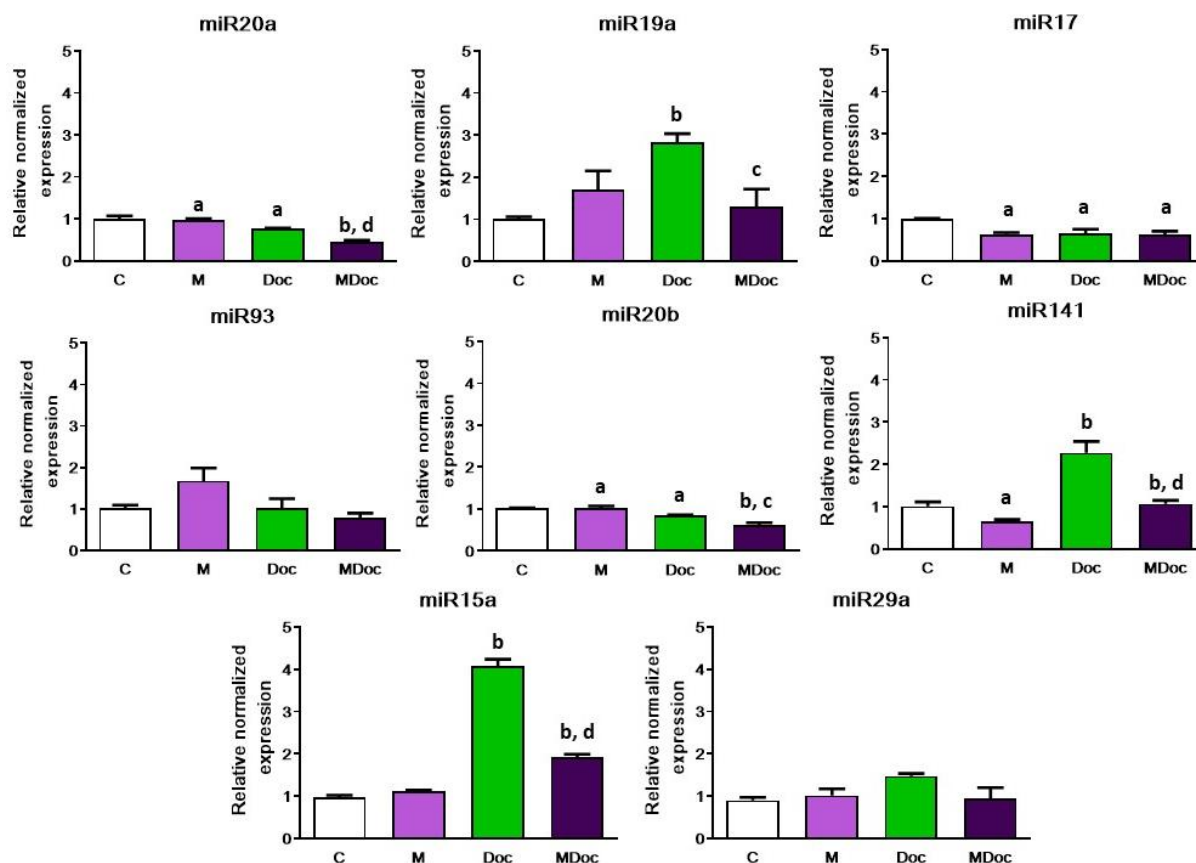 miR20a
Relative normalized
expression
5
4
3
2
1
0
a
a
b, d
C M Doc MDoc
miR19a
Relative normalized
expression
5
4
3
2
1
0
b
c
C M Doc MDoc
miR17
Relative normalized
expression
5
4
3
2
1
0
a
a
a
C M Doc MDoc
miR93
Relative normalized
expression
5
4
3
2
1
0
C M Doc MDoc
miR20b
Relative normalized
expression
5
4
3
2
1
0
a
a
b, c
C M Doc MDoc
miR141
Relative normalized
expression
5
4
3
2
1
0
a
b
b, d
C M Doc MDoc
miR15a
Relative normalized
expression
5
4
3
2
1
0
b
b, d
C M Doc MDoc
miR29a
Relative normalized
expression
5
4
3
2
1
0
C M Doc MDoc